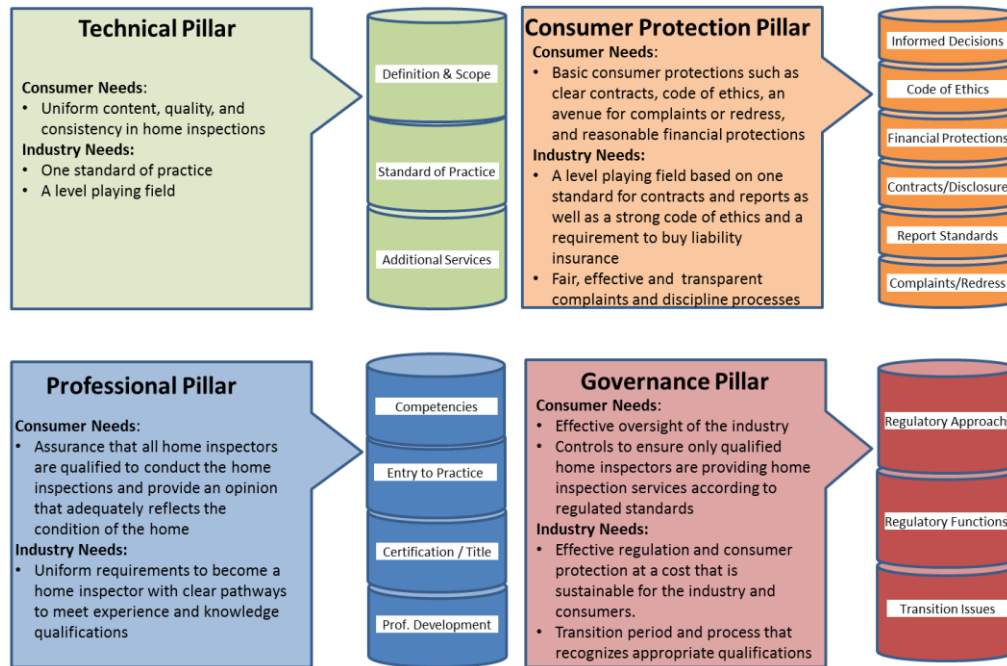 Technical Pillar
Consumer Needs:
• Uniform content, quality, and
consistency in home inspections
Industry Needs:
• One standard of practice
• A level playing field
Definition & Scope
Standard of Practice
Additional Services
Consumer Protection Pillar
Consumer Needs:
• Basic consumer protections such as
clear contracts, code of ethics, an
avenue for complaints or redress,
and reasonable financial protections
Industry Needs:
• A level playing field based on one
standard for contracts and reports as
well as a strong code of ethics and a
requirement to buy liability
insurance
• Fair, effective and transparent
complaints and discipline processes
Informed Decisions
Code of Ethics
Financial Protections
Contracts/Disclosure
Report Standards
Complaints/Redress
Professional Pillar
Consumer Needs:
• Assurance that all home inspectors
are qualified to conduct the home
inspections and provide an opinion
that adequately reflects the
condition of the home
Industry Needs:
• Uniform requirements to become a
home inspector with clear pathways
to meet experience and knowledge
qualifications
Competencies
Entry to Practice
Certification / Title
Prof. Development
Governance Pillar
Consumer Needs:
• Effective oversight of the industry
• Controls to ensure only qualified
home inspectors are providing home
inspection services according to
regulated standards
Industry Needs:
• Effective regulation and consumer
protection at a cost that is
sustainable for the industry and
consumers.
• Transition period and process that
recognizes appropriate qualifications
Regulatory Approach
Regulatory Functions
Transition Issues